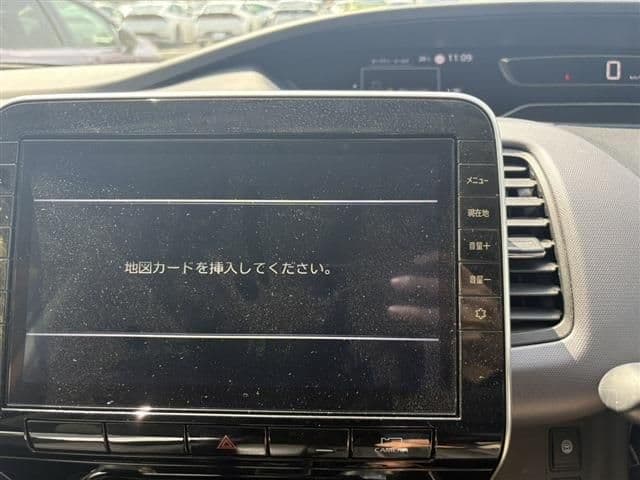 11:09
0
メニュー
現在地
音量＋
地図カードを挿入してください。
音量－
CAMERA